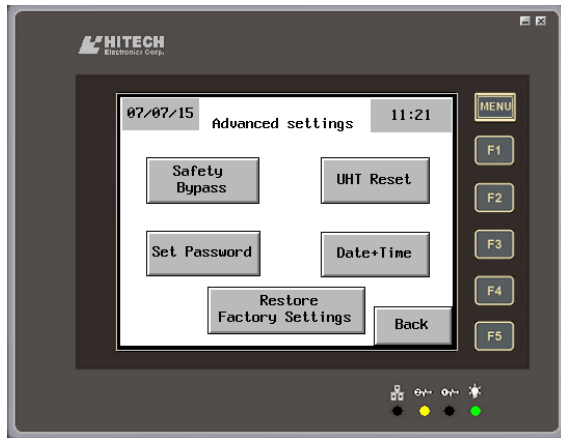 HITECH
Electronics Corp.
07/07/15
Advanced settings
11:21
MENU
F1
Safety
Bypass
UHT Reset
F2
Set Password
Date+Time
F3
Restore
Factory Settings
F4
Back
F5